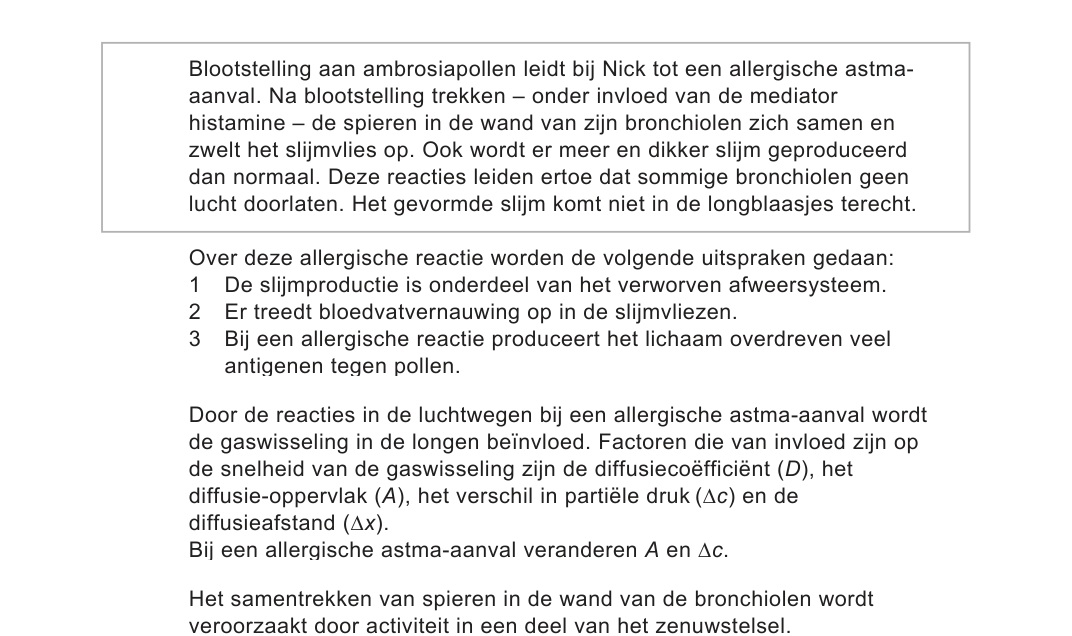 Blootstelling aan ambrosiapollen leidt bij Nick tot een allergische astma-
aanval. Na blootstelling trekken – onder invloed van de mediator
histamine – de spieren in de wand van zijn bronchiolen zich samen en
zwelt het slijmvlies op. Ook wordt er meer en dikker slijm geproduceerd
dan normaal. Deze reacties leiden ertoe dat sommige bronchiolen geen
lucht doorlaten. Het gevormde slijm komt niet in de longblaasjes terecht.
Over deze allergische reactie worden de volgende uitspraken gedaan:
1 De slijmproductie is onderdeel van het verworven afweersysteem.
2 Er treedt bloedvatvernauwing op in de slijmvliezen.
3 Bij een allergische reactie produceert het lichaam overdreven veel
antigenen tegen pollen.
Door de reacties in de luchtwegen bij een allergische astma-aanval wordt
de gaswisseling in de longen beïnvloed. Factoren die van invloed zijn op
de snelheid van de gaswisseling zijn de diffusiecoëfficiënt (D), het
diffusie-oppervlak (A), het verschil in partiële druk (Δc) en de
diffusieafstand (Δx).
Bij een allergische astma-aanval veranderen A en Δc.
Het samentrekken van spieren in de wand van de bronchiolen wordt
veroorzaakt door activiteit in een deel van het zenuwstelsel.